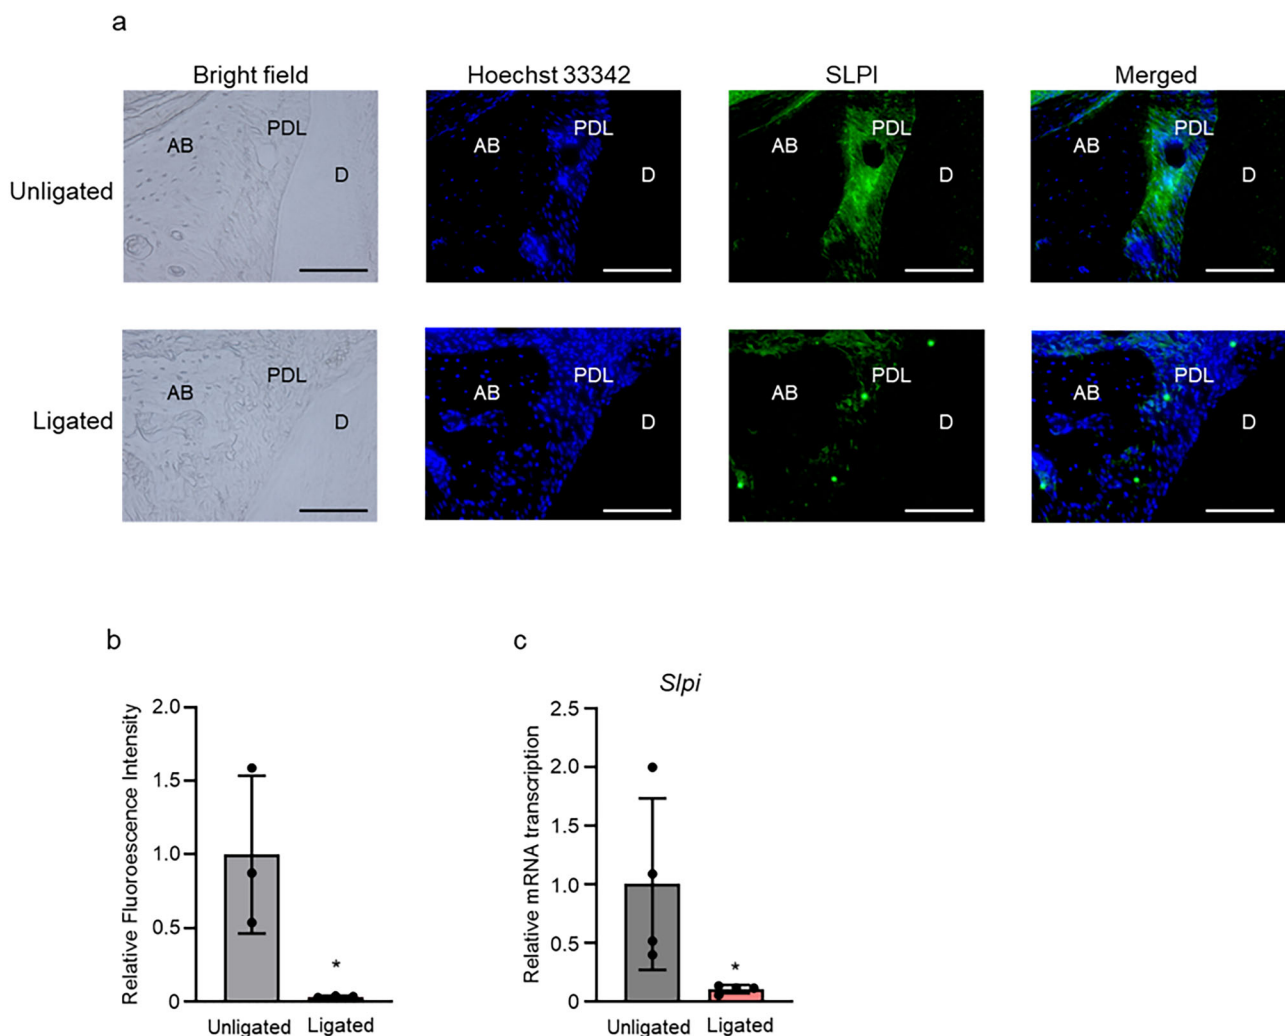 a
Bright field Hoechst 33342 SLPI Merged
Unligated
AB PDL D AB PDL D AB PDL D AB PDL D
Ligated
AB PDL D AB PDL D AB PDL D AB PDL D
b
Relative Fluoroescence Intensity
2.0
1.5
1.0
0.5
0
*
Unligated Ligated
c
Slpi
Relative mRNA transcription
2.5
2.0
1.5
1.0
0.5
0
*
Unligated Ligated